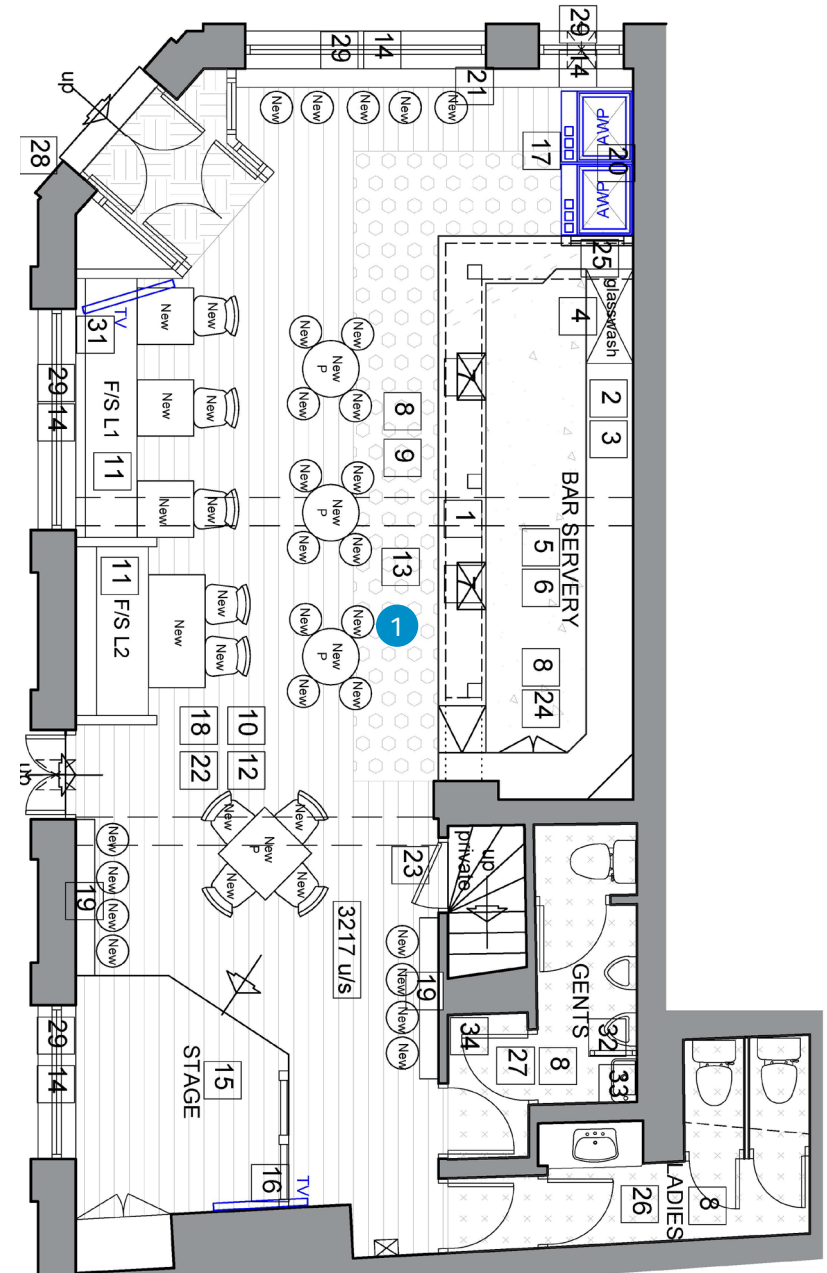 29
14
29
14
up
21
New
New
New
New
New
28
17
AWP
20
AWP
25
glasswash
4
TV
31
New
New
29
14
F/S L1
New
New
11
New
New
New
New
New
P
New
New
8
9
7
2
3
New
New
New
P
New
New
13
1
BAR SERVERY
5
6
11
F/S L2
New
New
New
New
New
New
P
New
New
1
7
8
24
18
10
22
12
up
New
New
New
P
New
New
New
New
New
New
19
23
private
up
3217 u/s
New
New
New
New
19
GENTS
32
33
34
27
8
29
14
STAGE
15
16
TV
LADIES
26
8